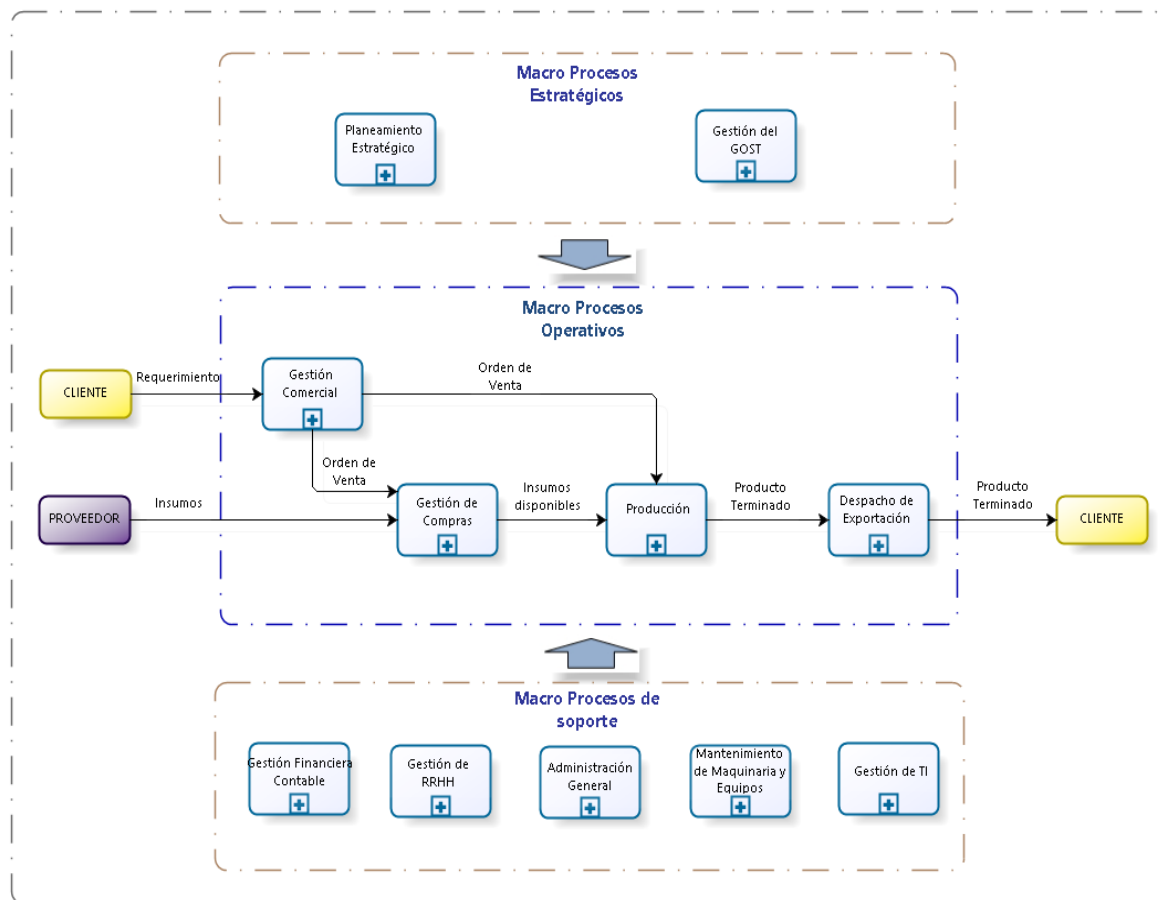 Macro Procesos
Estratégicos
Planeamiento
Estratégico
Gestión del
GOST
Macro Procesos
Operativos
CLIENTE
Requerimiento
Gestión
Comercial
Orden de
Venta
Orden de
Venta
PROVEEDOR
Insumos
Gestión de
Compras
Insumos
disponibles
Producción
Producto
Terminado
Despacho de
Exportación
Producto
Terminado
CLIENTE
Macro Procesos de
soporte
Gestión Financiera
Contable
Gestión de
RRHH
Administración
General
Mantenimiento
de Maquinaria y
Equipos
Gestión de TI